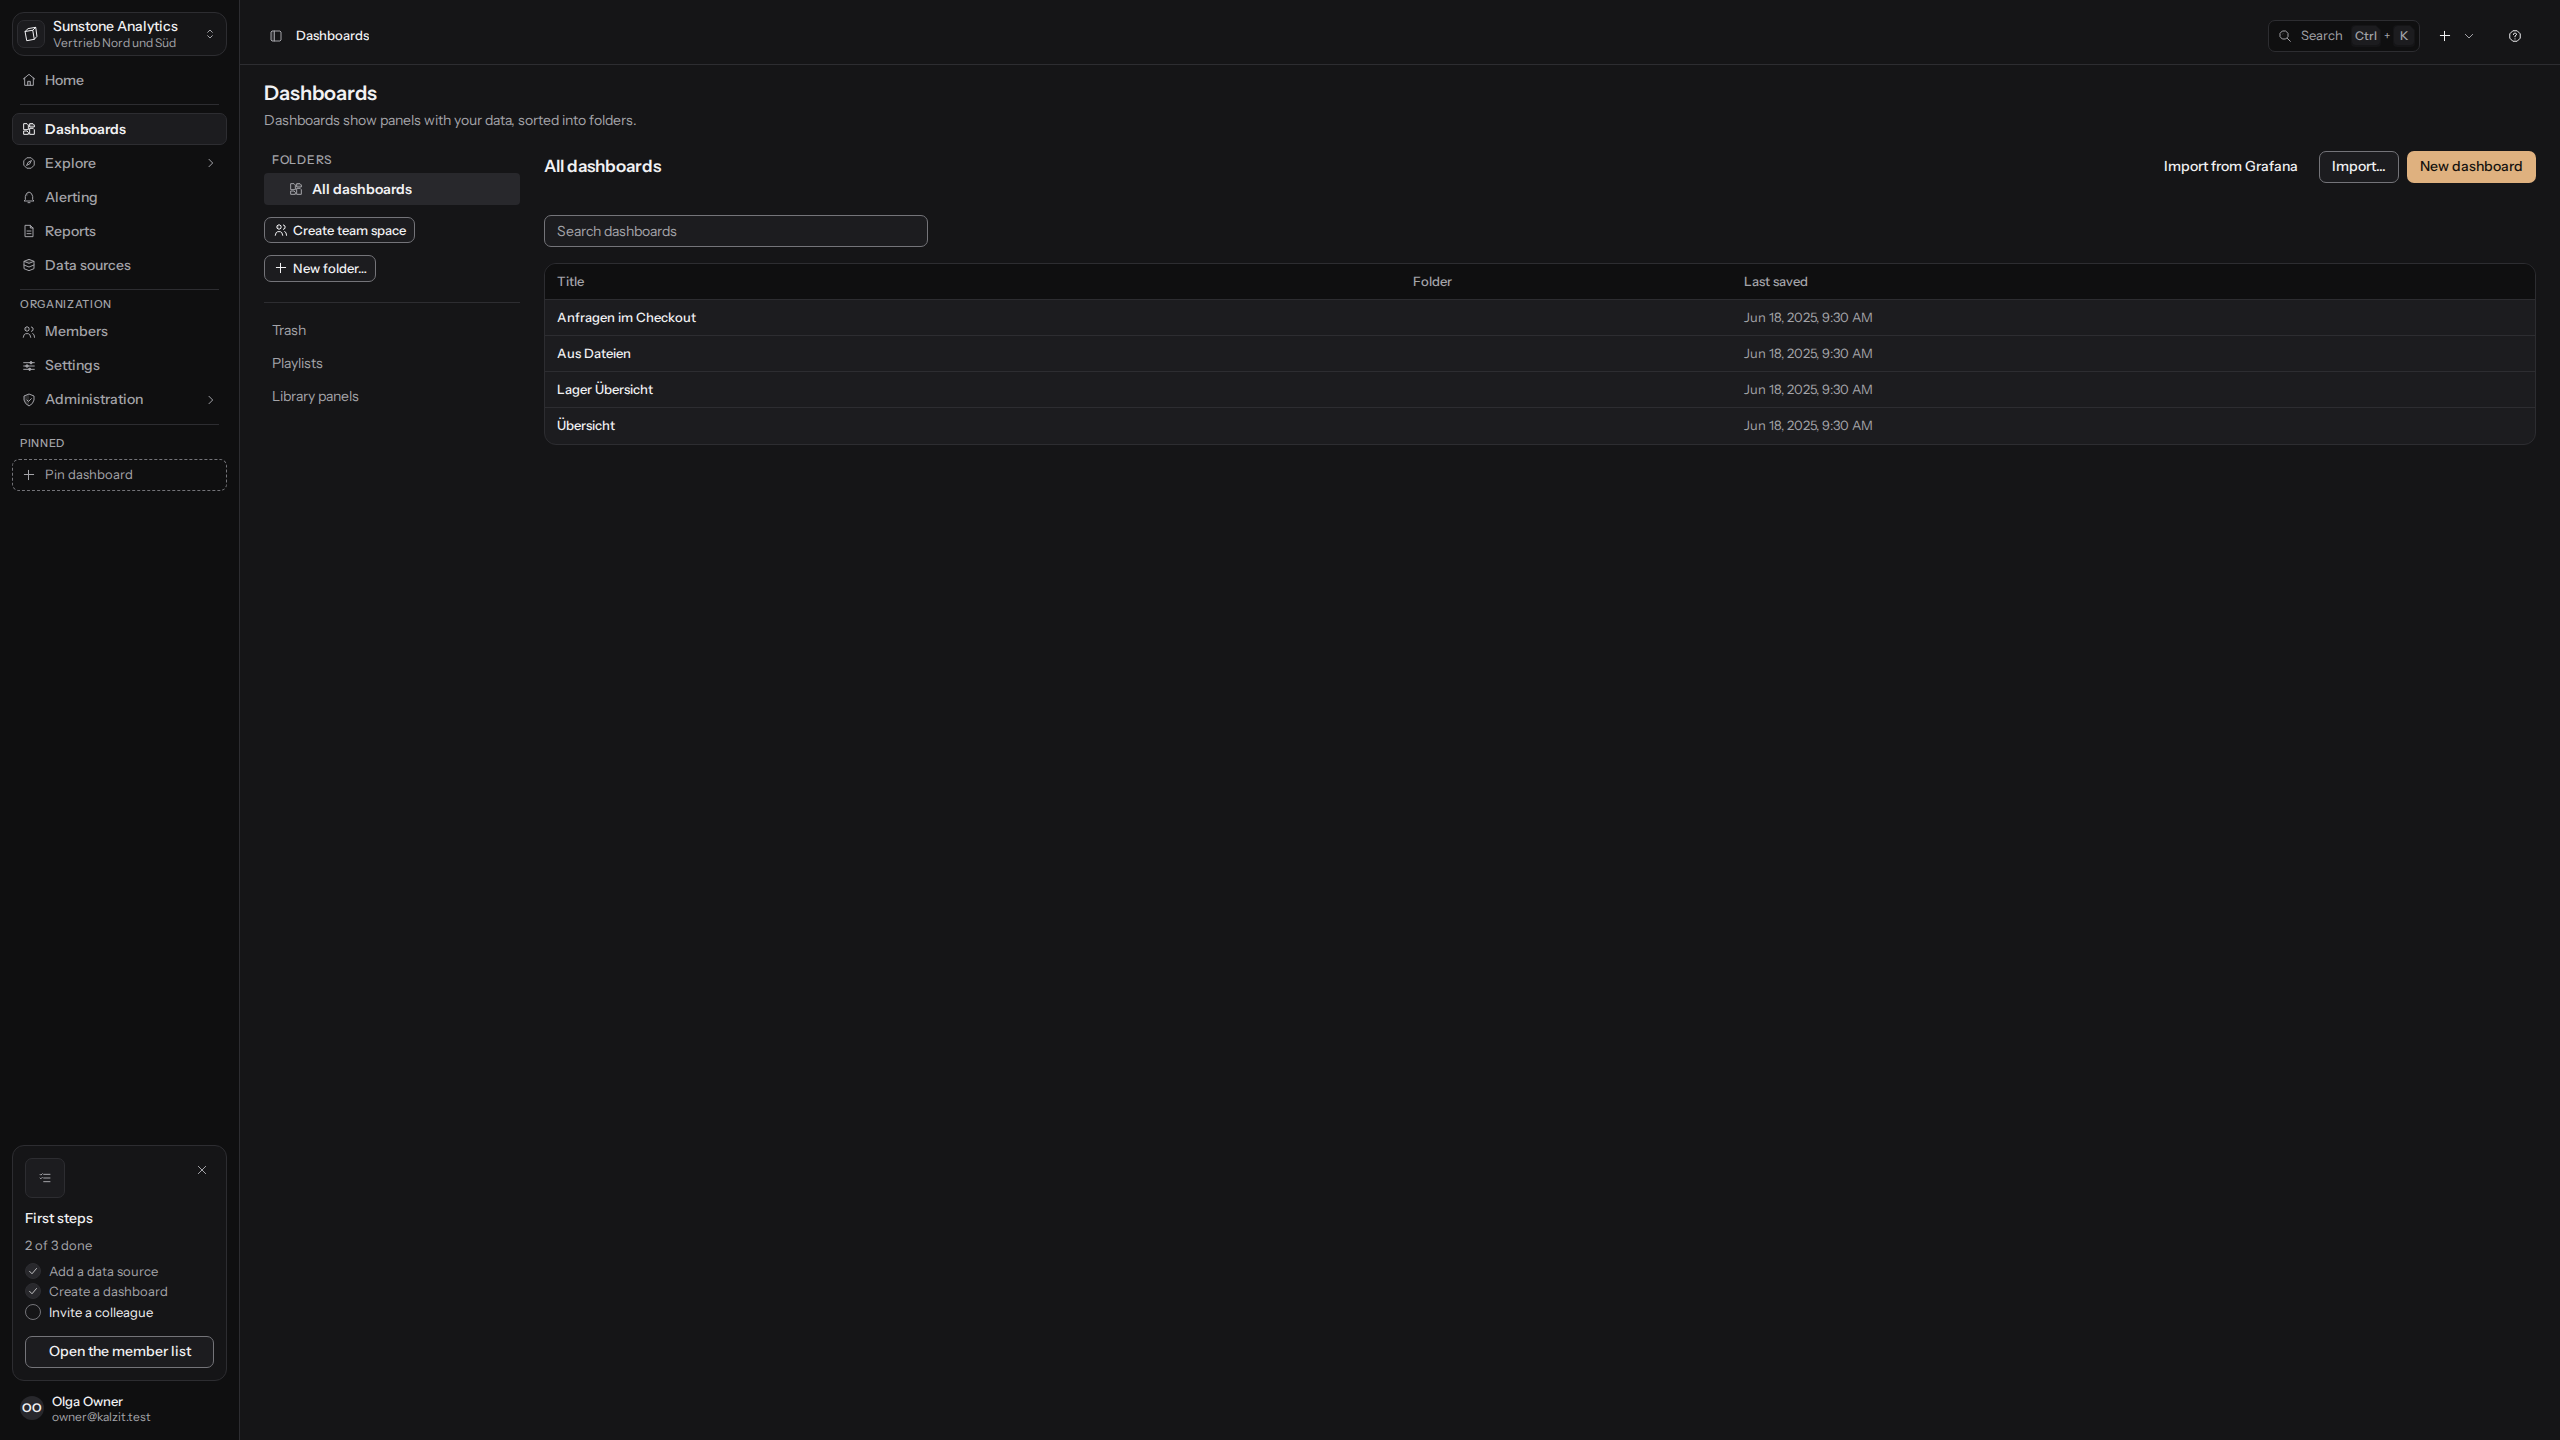 Sunstone Analytics
Vertrieb Nord und Süd
Home
Dashboards
Explore
Alerting
Reports
Data sources
ORGANIZATION
Members
Settings
Administration
PINNED
Pin dashboard
First steps
2 of 3 done
Add a data source
Create a dashboard
Invite a colleague
Open the member list
OO
Olga Owner
owner@kalzit.test
Dashboards
Search Ctrl + K
Dashboards
Dashboards show panels with your data, sorted into folders.
FOLDERS
All dashboards
Create team space
New folder...
Trash
Playlists
Library panels
All dashboards
Import from Grafana
Import...
New dashboard
Search dashboards
Title Folder Last saved
Anfragen im Checkout Jun 18, 2025, 9:30 AM
Aus Dateien Jun 18, 2025, 9:30 AM
Lager Übersicht Jun 18, 2025, 9:30 AM
Übersicht Jun 18, 2025, 9:30 AM